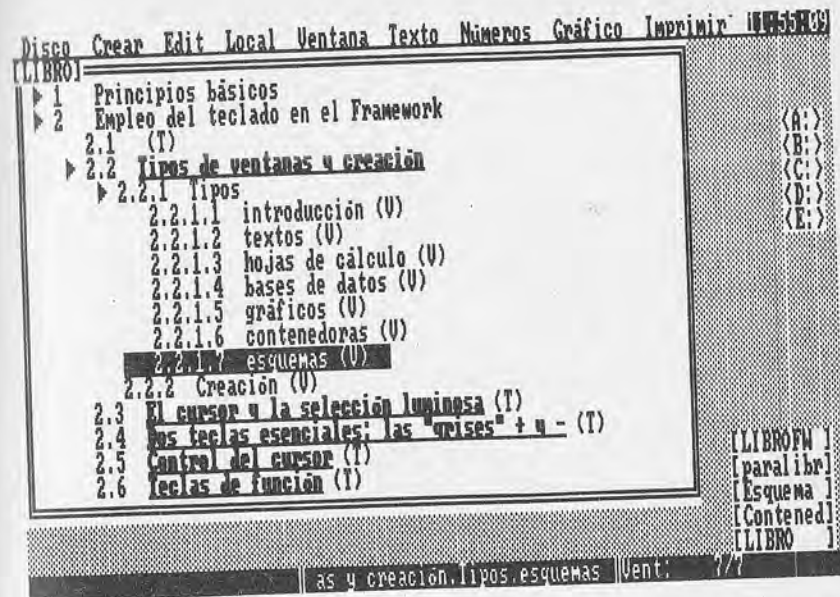 Disco Crear Edit Local Ventana Texto Números Gráfico Imprimir 11:55:09
[LIBRO]
1 Principios básicos
2 Empleo del teclado en el Framework
2.1 (T)
2.2 Tipos de ventanas y creación
2.2.1 Tipos
2.2.1.1 introducción (V)
2.2.1.2 textos (V)
2.2.1.3 hojas de cálculo (V)
2.2.1.4 bases de datos (V)
2.2.1.5 gráficos (V)
2.2.1.6 contenedoras (V)
2.2.1.7 esquemas (V)
2.2.2 Creación (V)
2.3 El cursor y la selección luminosa (T)
2.4 Dos teclas esenciales: las "grises" + y - (T)
2.5 Control del cursor (T)
2.6 Teclas de función (T)
<A:>
<B:>
<C:>
<D:>
<E:>
[LIBROFW ]
[paralibr]
[Esquema ]
[Contened]
[LIBRO ]
as y creación.Tipos.esquemas Vent: 7/7